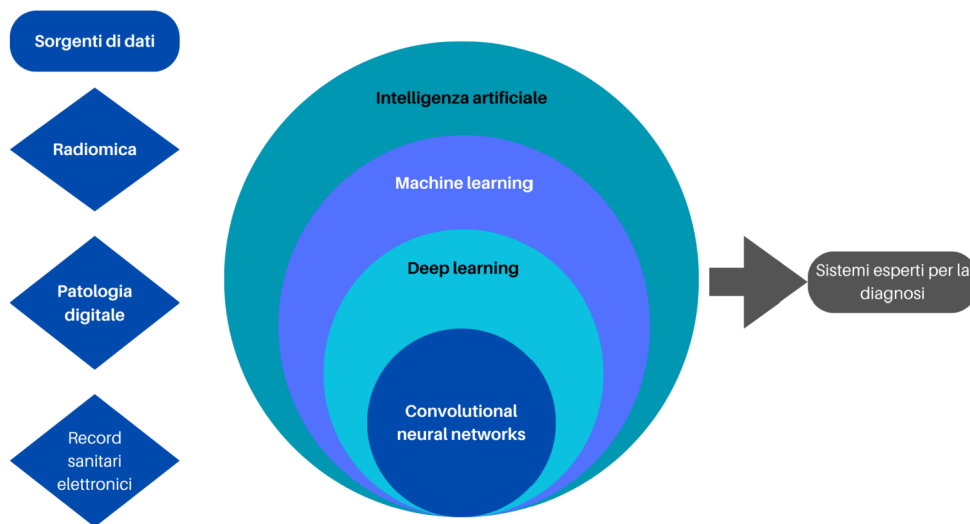 Sorgenti di dati
Radiomica
Patologia
digitale
Record
sanitari
elettronici
Intelligenza artificiale
Machine learning
Deep learning
Convolutional
neural networks
Sistemi esperti per la
diagnosi